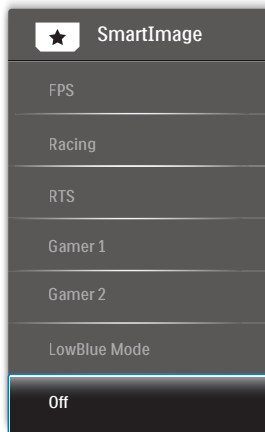 SmartImage
FPS
Racing
RTS
Gamer 1
Gamer 2
LowBlue Mode
Off